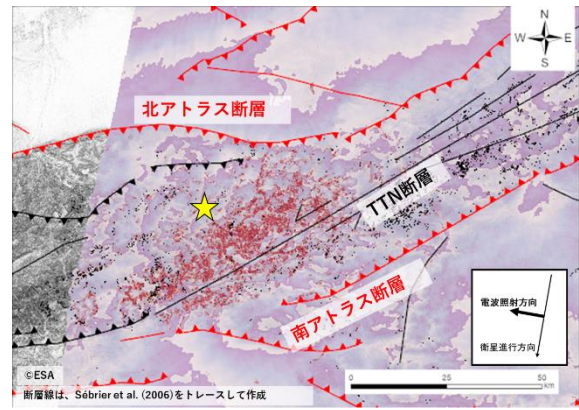 N
W E
S
北アトラス断層
TTN断層
南アトラス断層
電波照射方向
衛星進行方向
©ESA
断層線は、Sébrier et al. (2006)をトレースして作成
0 25 50
km